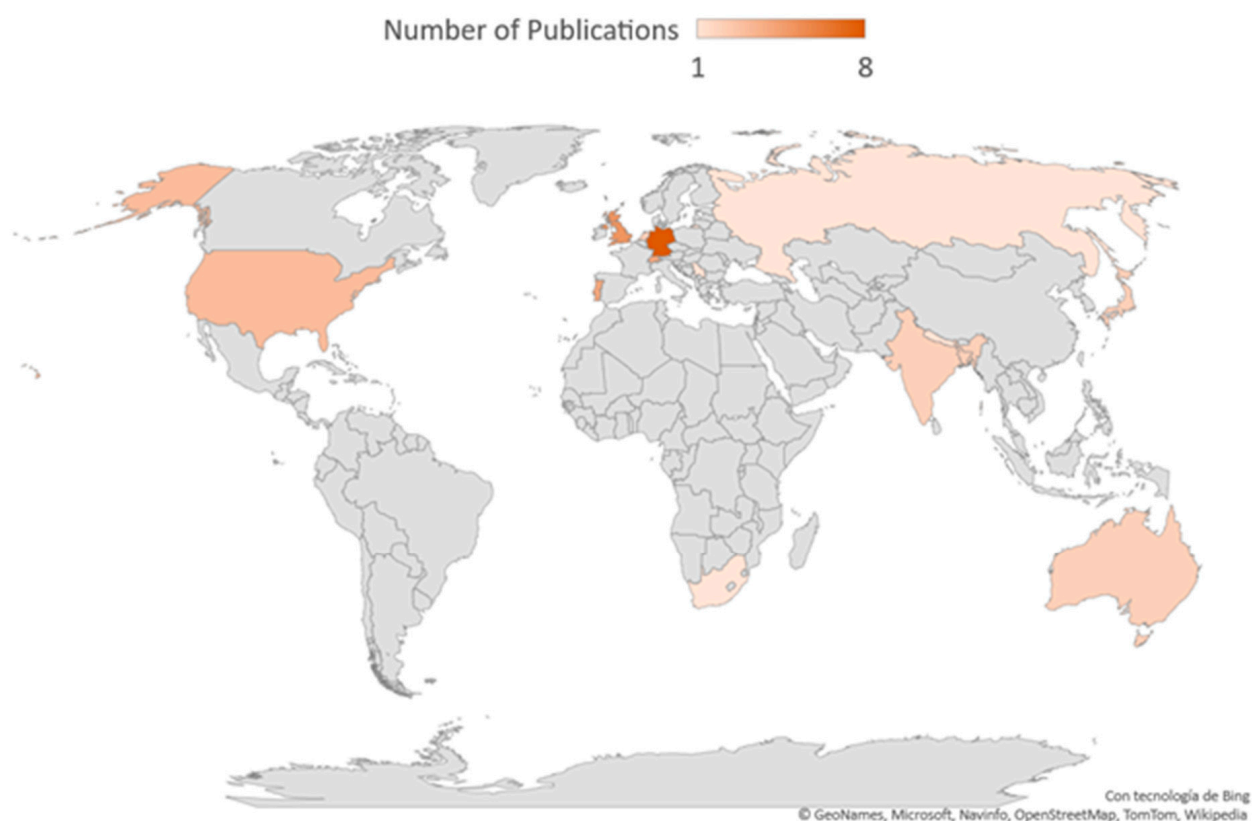 Number of Publications
1 8
Con tecnología de Bing
© GeoNames, Microsoft, Navinfo, OpenStreetMap, TomTom, Wikipedia